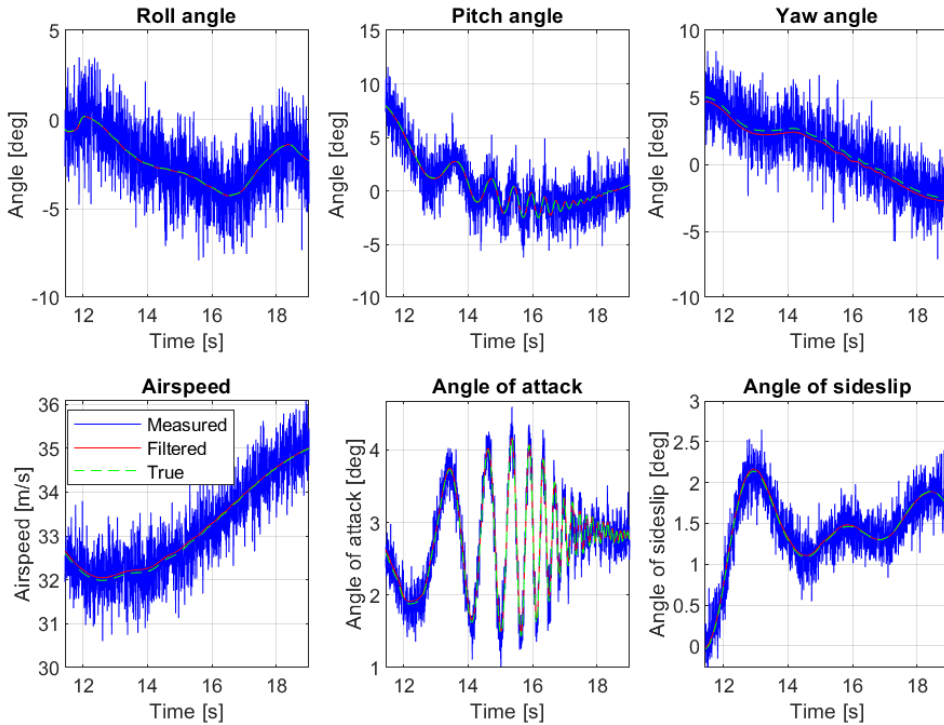 Roll angle
Pitch angle
Yaw angle
5
0
-5
-10
Angle [deg]
12 14 16 18
Time [s]
15
10
5
0
-5
-10
Angle [deg]
12 14 16 18
Time [s]
10
5
0
-5
-10
Angle [deg]
12 14 16 18
Time [s]
Airspeed
Angle of attack
Angle of sideslip
36
35
34
33
32
31
30
Airspeed [m/s]
Measured
Filtered
True
12 14 16 18
Time [s]
4
3
2
1
Angle of attack [deg]
12 14 16 18
Time [s]
3
2.5
2
1.5
1
0.5
0
Angle of sideslip [deg]
12 14 16 18
Time [s]